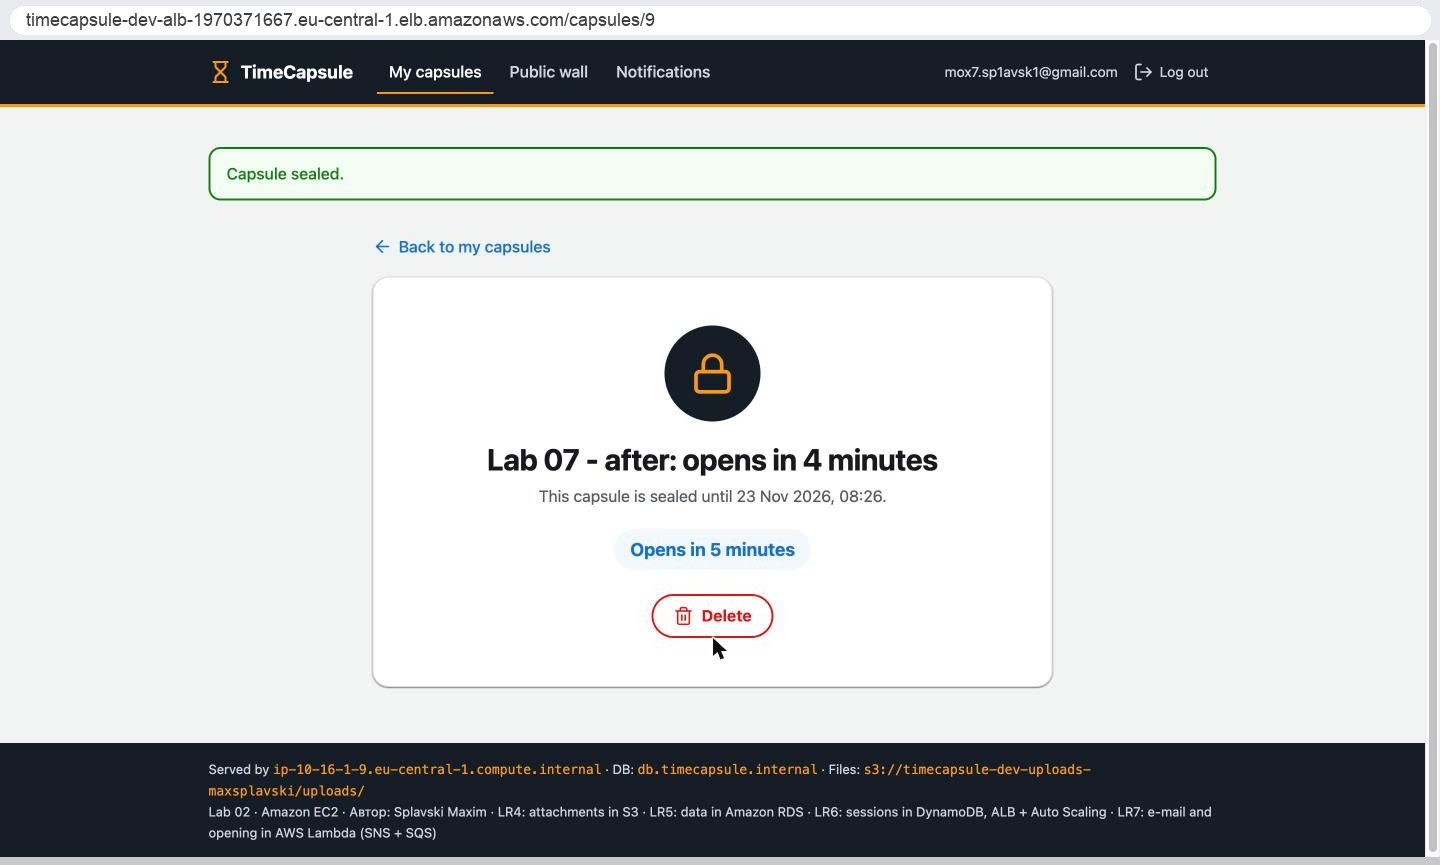 timecapsule-dev-alb-1970371667.eu-central-1.elb.amazonaws.com/capsules/9
TimeCapsule My capsules Public wall Notifications mox7.sp1avsk1@gmail.com Log out
Capsule sealed.
Back to my capsules
Lab 07 - after: opens in 4 minutes
This capsule is sealed until 23 Nov 2026, 08:26.
Opens in 5 minutes
Delete
Served by ip-10-16-1-9.eu-central-1.compute.internal · DB: db.timecapsule.internal · Files: s3://timecapsule-dev-uploads-
maxsplavski/uploads/
Lab 02 · Amazon EC2 · Автор: Splavski Maxim · LR4: attachments in S3 · LR5: data in Amazon RDS · LR6: sessions in DynamoDB, ALB + Auto Scaling · LR7: e-mail and
opening in AWS Lambda (SNS + SQS)